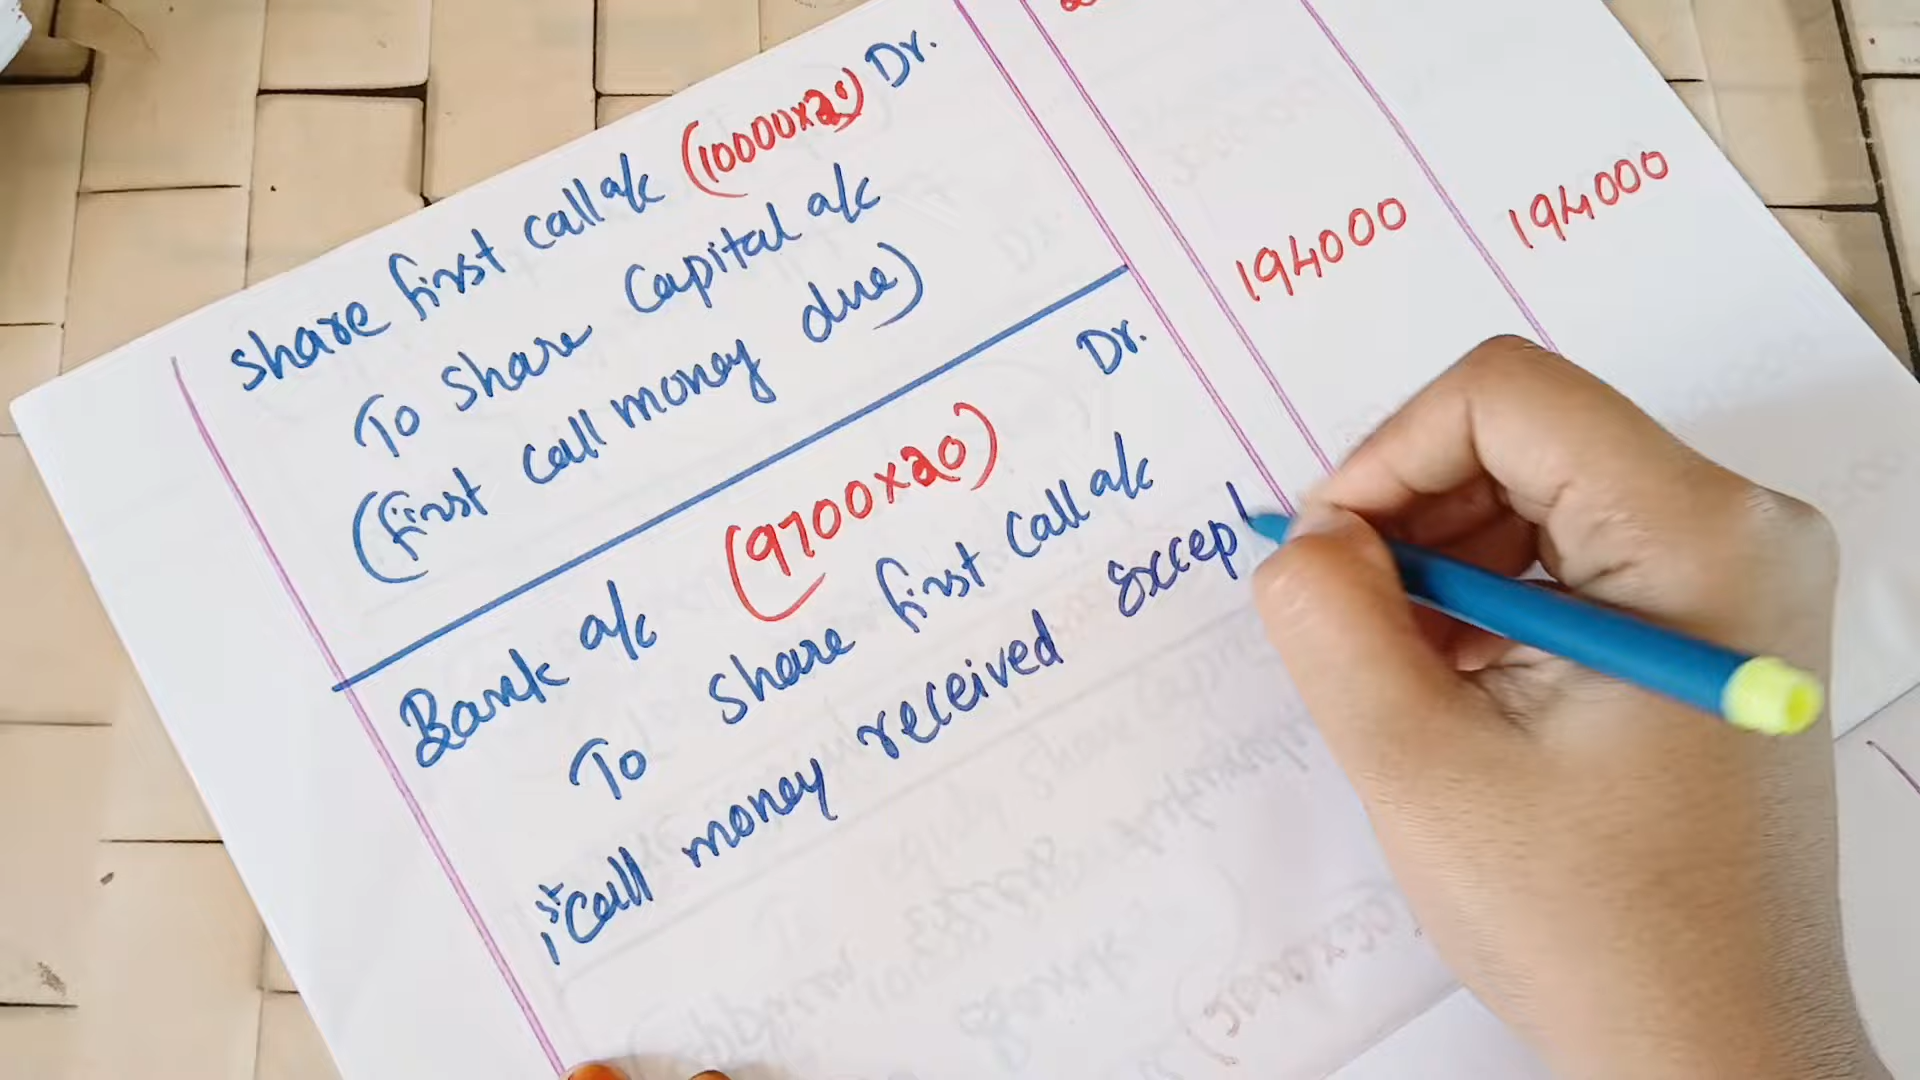 share first call a/c (10000x20) Dr.
To share capital a/c
(first call money due)
Bank a/c (9700x20) Dr. 194000
To share first call a/c 194000
1st call money received excep